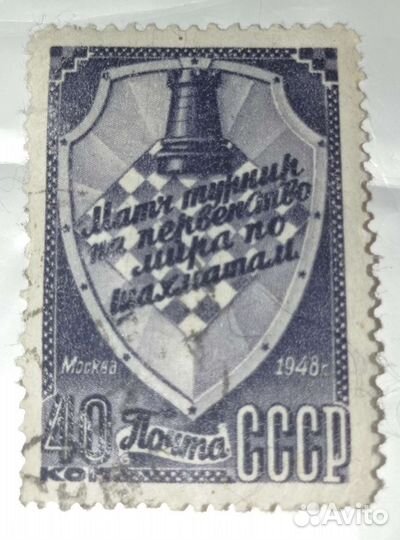 Матч турнир
на первенство
мира по
шахматам
Москва 1948г.
40 Почта СССР
коп
Avito